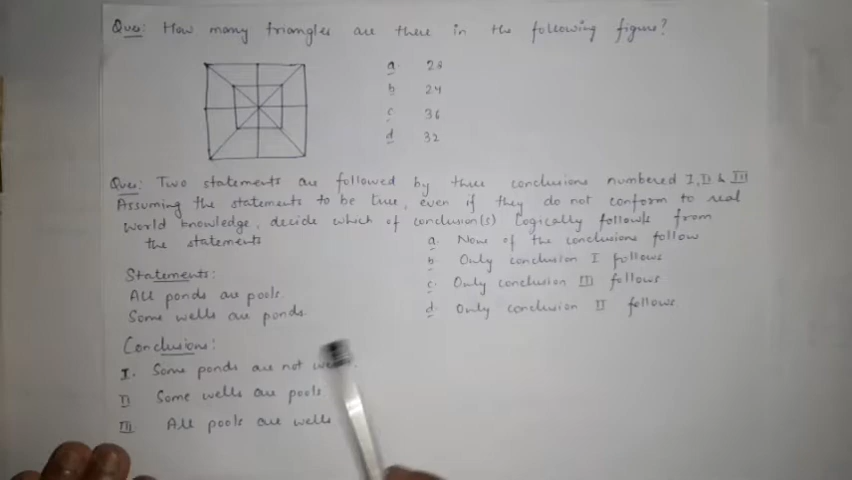 Ques: How many triangles are there in the following figure?
a. 28
b 24
c 36
d 32
Ques: Two statements are followed by three conclusions numbered I, II & III
Assuming the statements to be true, even if they do not conform to real
world knowledge, decide which of conclusion(s) logically follows from
the statements
a. None of the conclusions follow
b. Only conclusion I follows
c. Only conclusion III follows
d. Only conclusion II follows.
Statements:
All ponds are pools.
Some wells are ponds.
Conclusions:
I. Some ponds are not
II Some wells are pools.
III All pools are wells